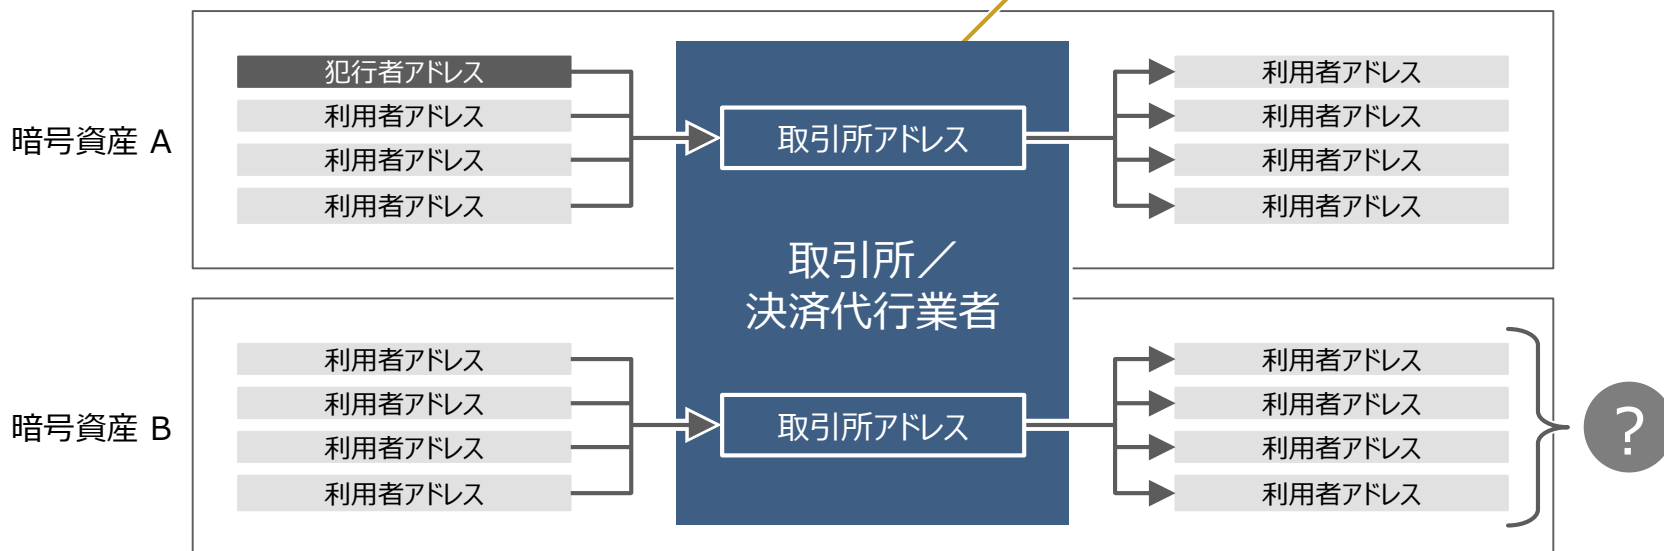 暗号資産 A
犯行者アドレス
利用者アドレス
利用者アドレス
利用者アドレス
取引所アドレス
利用者アドレス
利用者アドレス
利用者アドレス
利用者アドレス
取引所／
決済代行業者
暗号資産 B
利用者アドレス
利用者アドレス
利用者アドレス
利用者アドレス
取引所アドレス
利用者アドレス
利用者アドレス
利用者アドレス
利用者アドレス
?